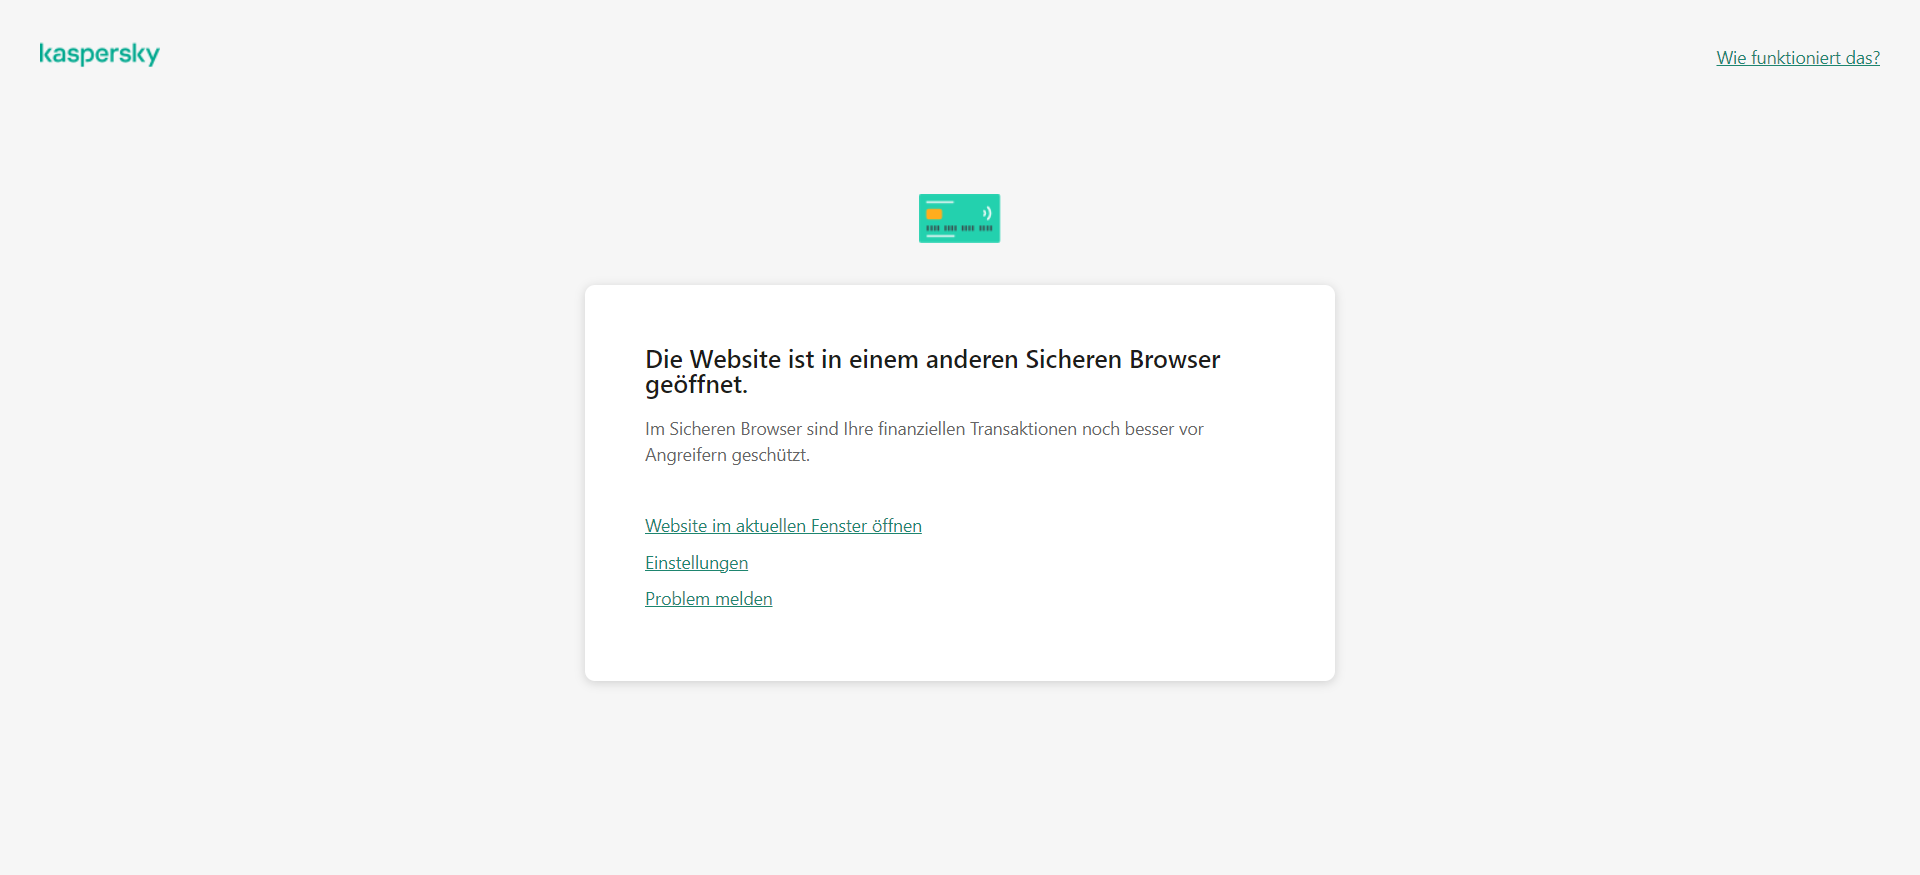 kaspersky
Wie funktioniert das?
Die Website ist in einem anderen Sicheren Browser
geöffnet.
Im Sicheren Browser sind Ihre finanziellen Transaktionen noch besser vor
Angreifern geschützt.
Website im aktuellen Fenster öffnen
Einstellungen
Problem melden